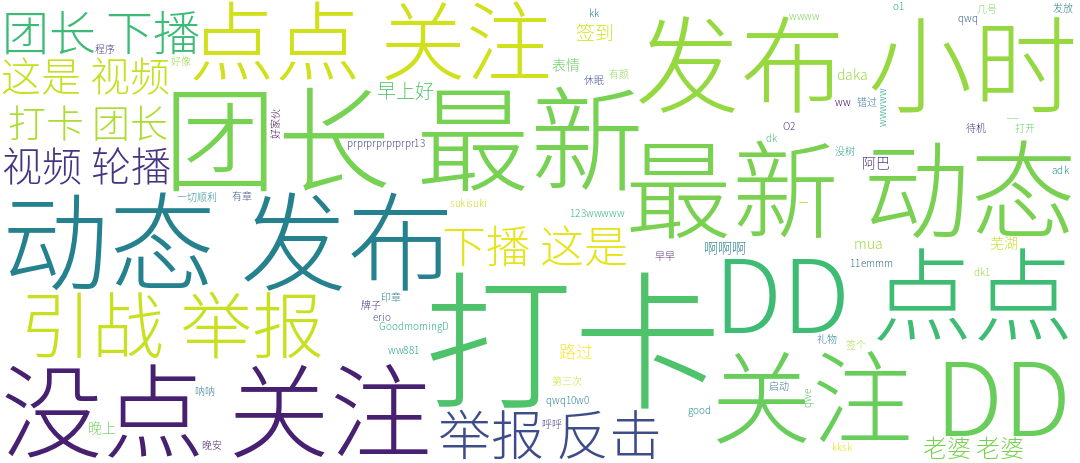 团长 下播
点点 关注
kk
签到
发布 小时
wwww
o1
qwq
几号
发放
程序
这是 视频
好像
表情
休眠
有颜
早上好
daka
ww
错过
wwwww
待机
一一
打开
打卡 团长
好家伙
团长 最新
O2
dk
视频 轮播
prprprprprpr13
最新 动态
没树
阿巴
adk
一切顺利
有章
sukisuki
123wwwww
一
动态 发布
下播 这是
早早
啊啊啊
mua
芜湖
11emmm
dk1
引战 举报
牌子
印章
erio
GoodmorningD
打卡
DD 点点
ww881
路过
礼物
签个
没点 关注
呐呐
第三次
qwq10w0
启动
qwe
good
关注 DD
晚上
晚安
举报 反击
呼呼
kksk
老婆 老婆